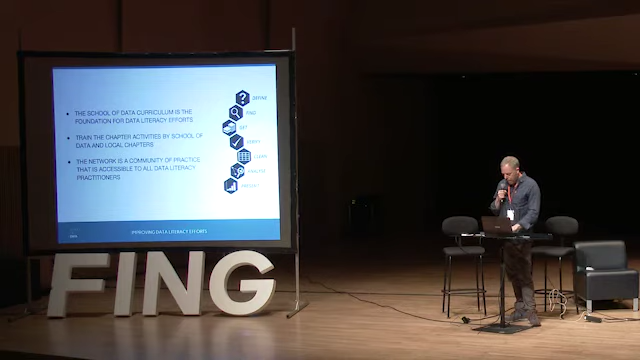 THE SCHOOL OF DATA CURRICULUM IS THE
FOUNDATION FOR DATA LITERACY EFFORTS
TRAIN THE CHAPTER ACTIVITIES BY SCHOOL OF
DATA AND LOCAL CHAPTERS
THE NETWORK IS A COMMUNITY OF PRACTICE
THAT IS ACCESSIBLE TO ALL DATA LITERACY
PRACTITIONERS
?
DEFINE
FIND
GET
VERIFY
CLEAN
ANALYSE
PRESENT
IMPROVING DATA LITERACY EFFORTS
FING